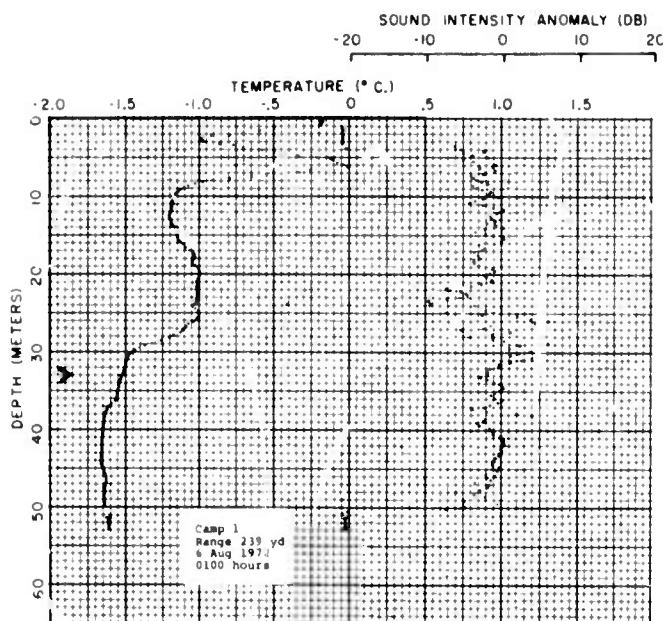 SOUND INTENSITY ANOMALY (DB)
-20 -10 0 10 20
TEMPERATURE (°C.)
-2.0 -1.5 -1.0 -.5 0 .5 1.0 1.5
DEPTH (METERS)
0
10
20
30
40
50
60
Camp 1
Range 239 yd
6 Aug 1972
0100 hours